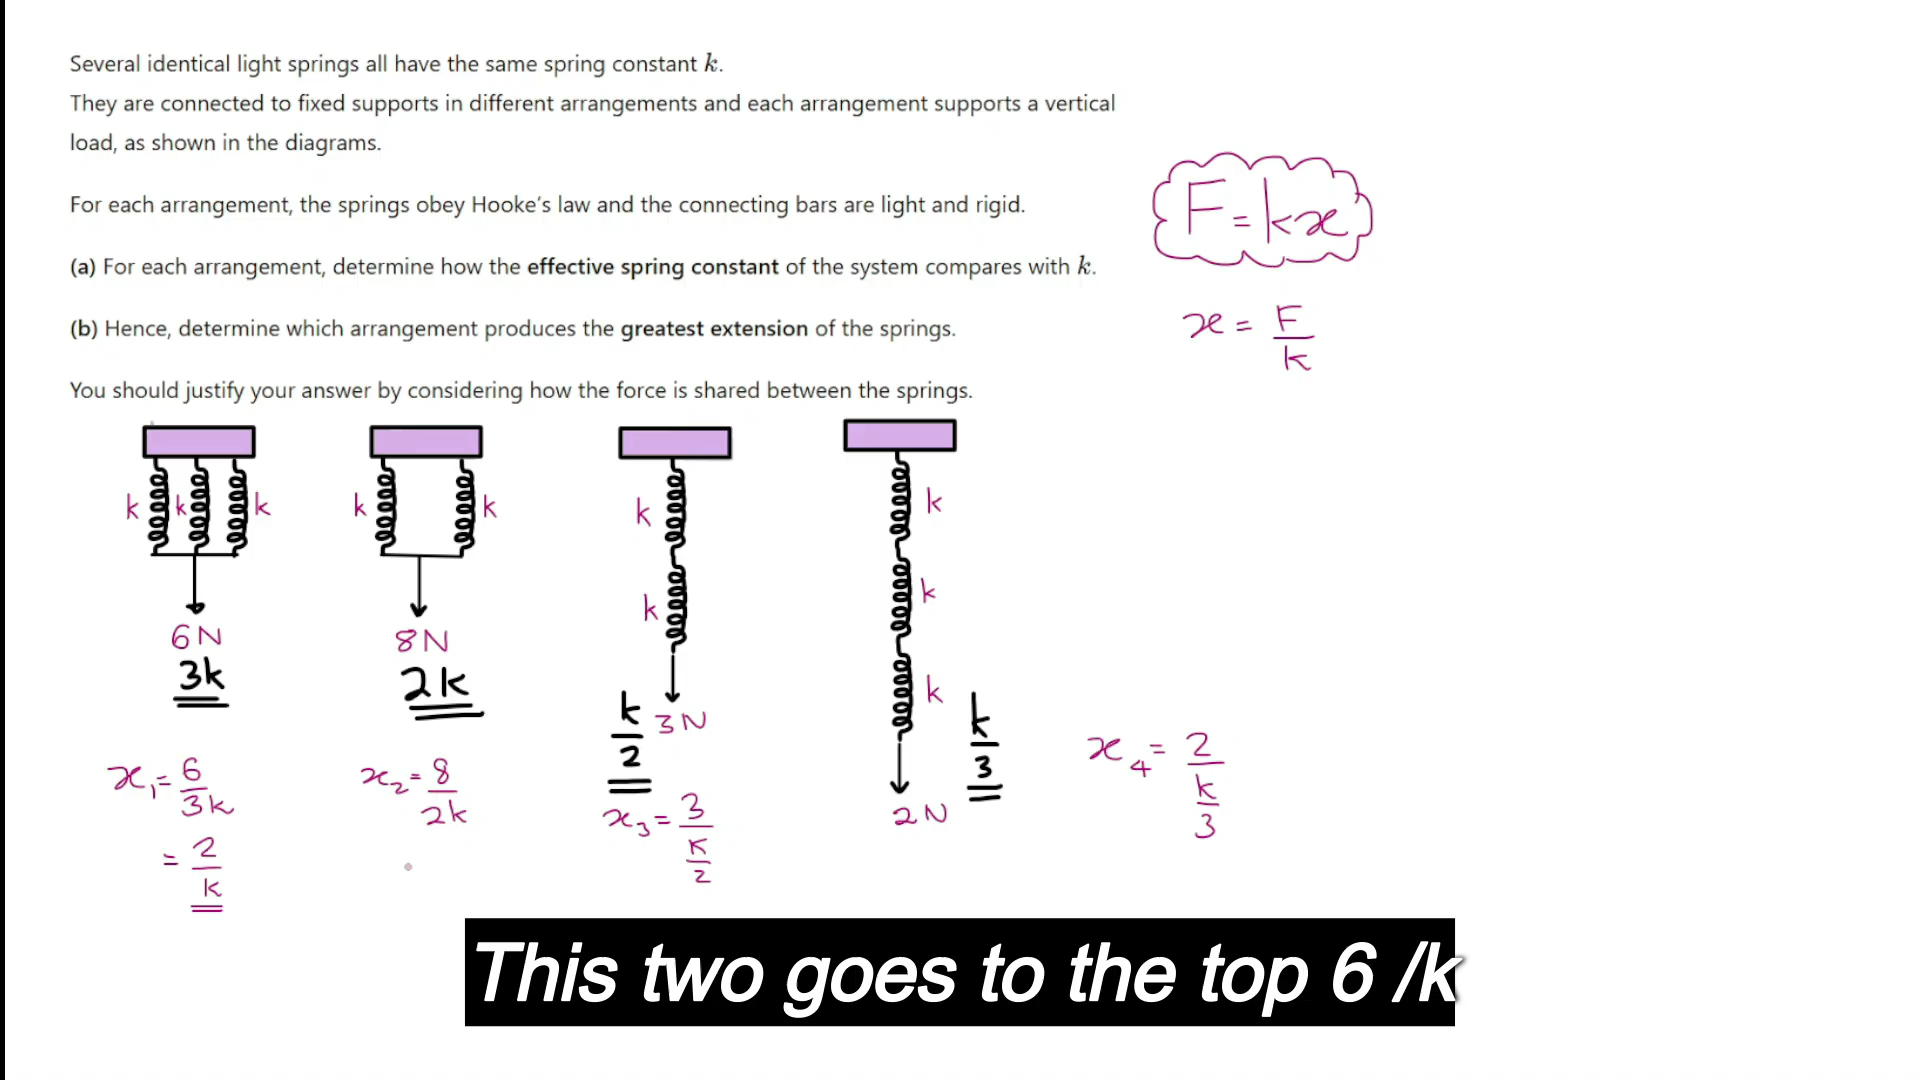 Several identical light springs all have the same spring constant k.
They are connected to fixed supports in different arrangements and each arrangement supports a vertical
load, as shown in the diagrams.
For each arrangement, the springs obey Hooke's law and the connecting bars are light and rigid.
(a) For each arrangement, determine how the effective spring constant of the system compares with k.
(b) Hence, determine which arrangement produces the greatest extension of the springs.
You should justify your answer by considering how the force is shared between the springs.
F = kx
x = F/k
k k k
6N
3k
x₁ = 6/3k
= 2/k
k k
8N
2k
x₂ = 8/2k
k
k
3N
k/2
x₃ = 3/(k/2)
k
k
k
2N
k/3
x₄ = 2/(k/3)
This two goes to the top 6 /k